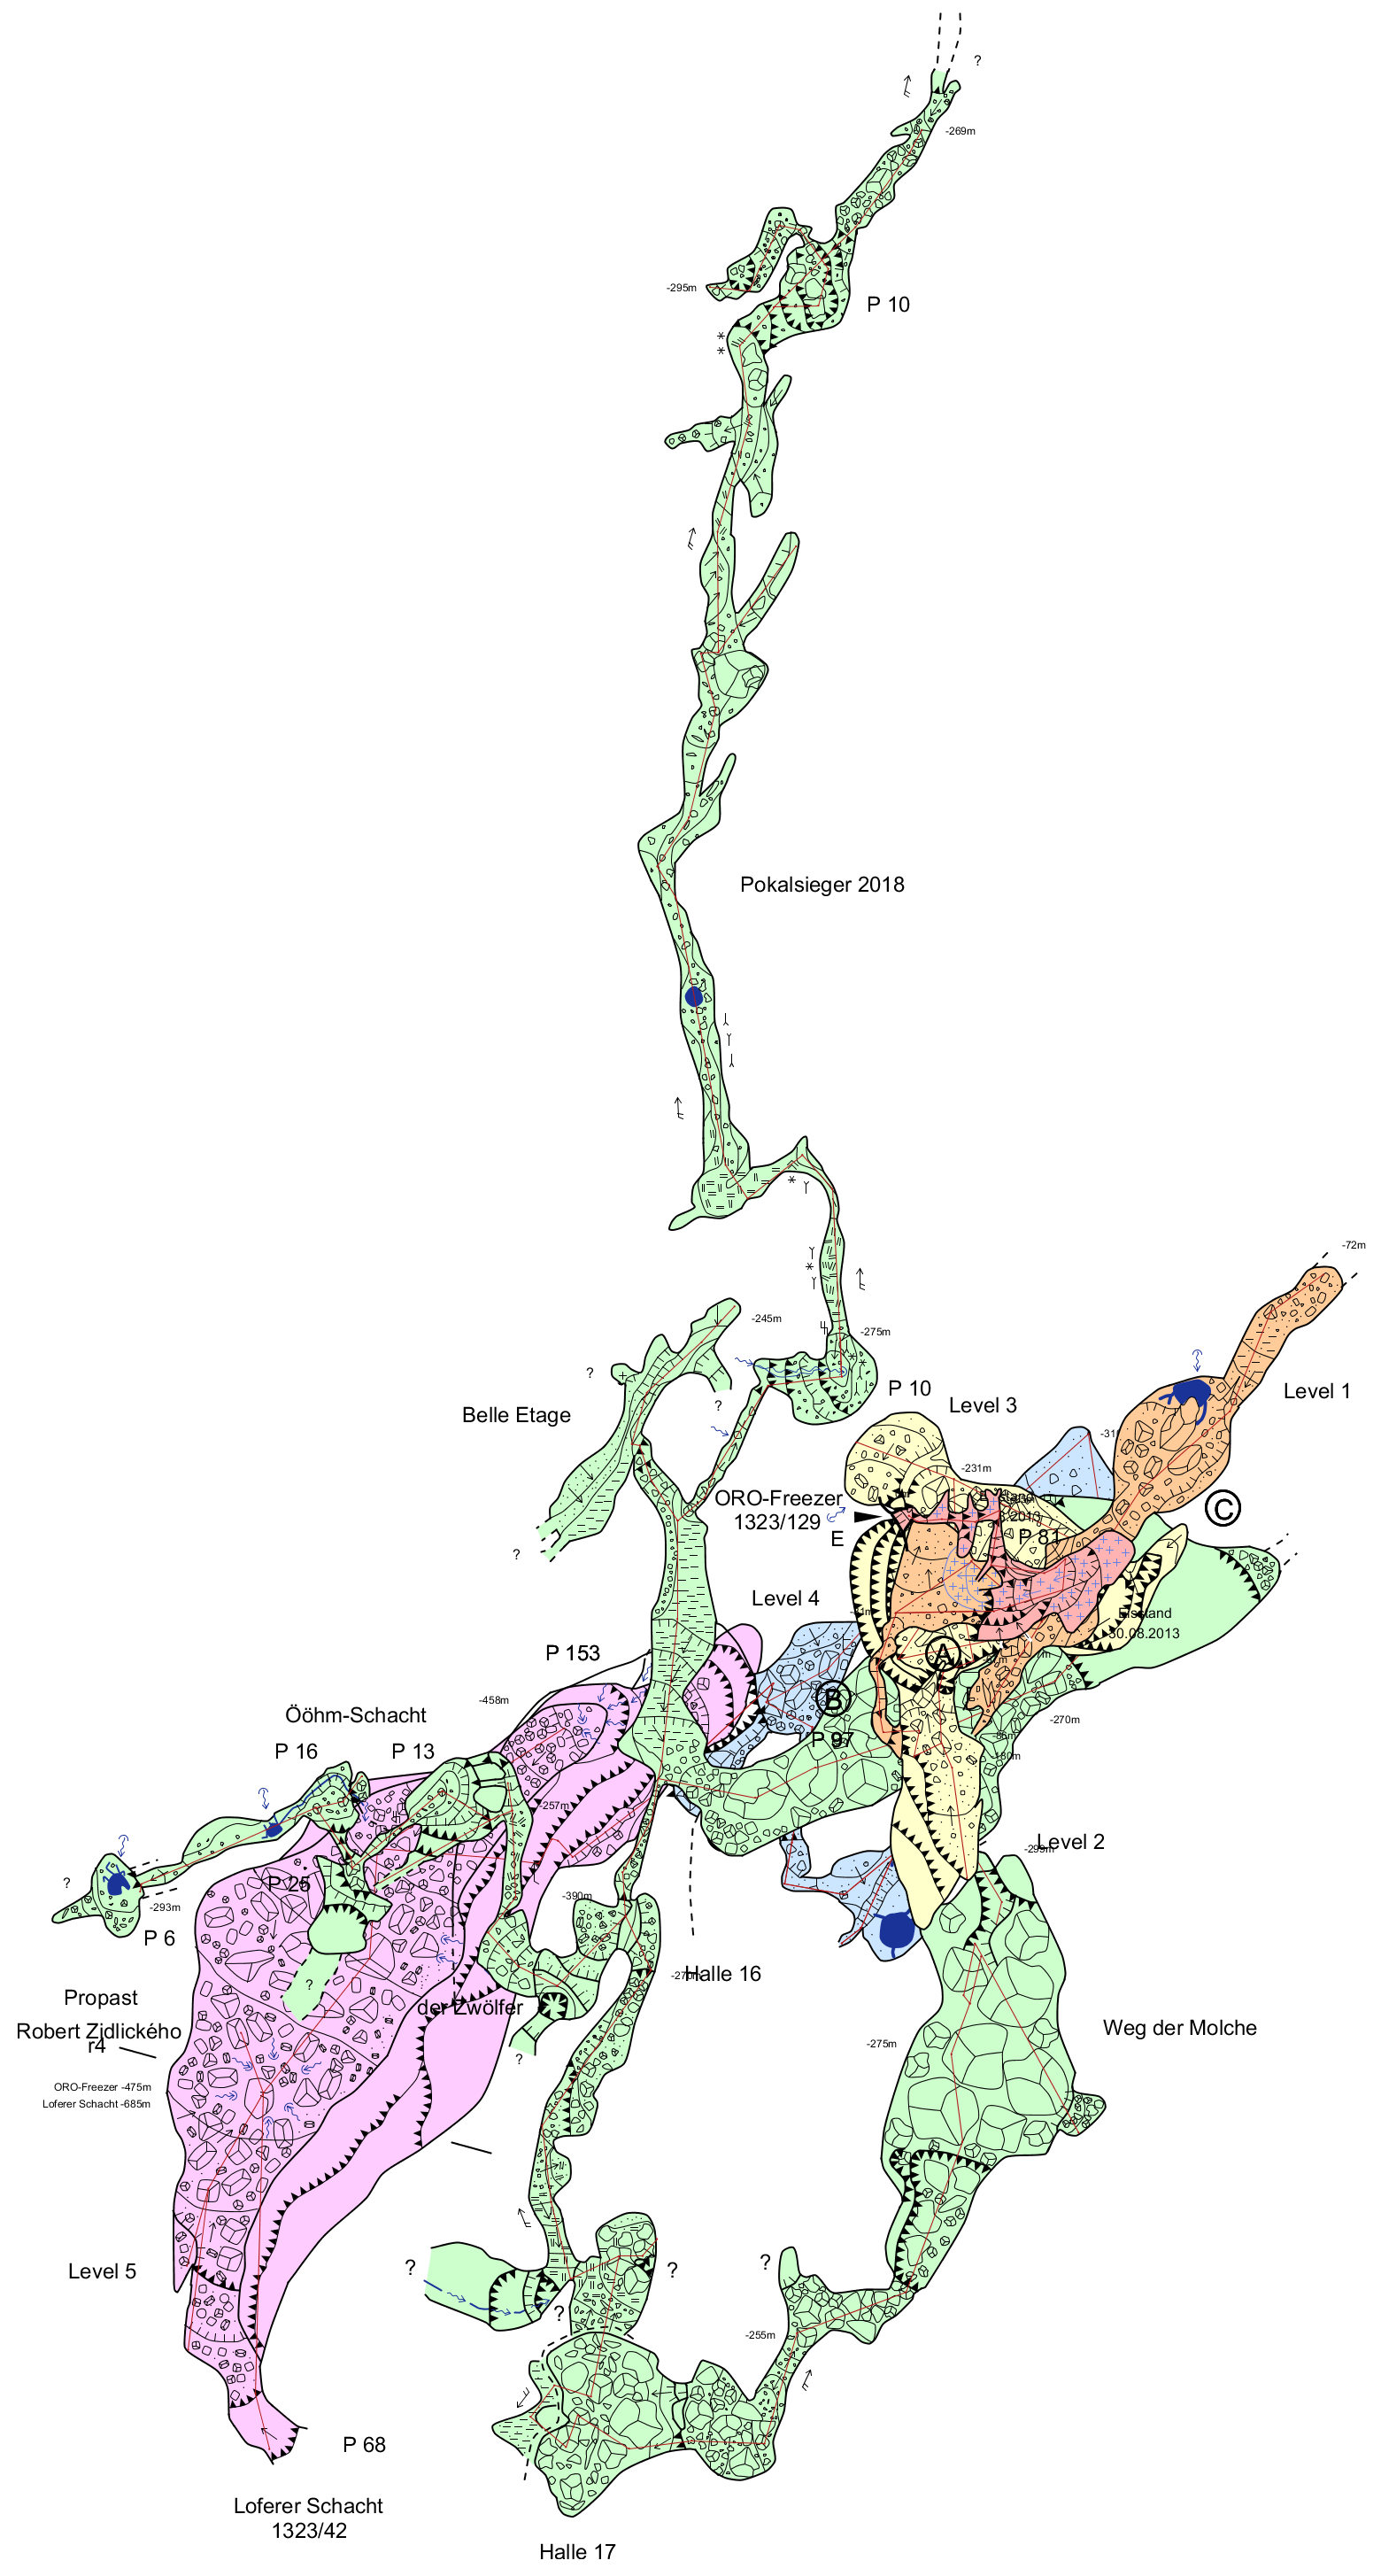 ?
-269m
-295m
P 10
Pokalsieger 2018
-72m
-245m
-275m
?
?
P 10
Level 1
Belle Etage
Level 3
-231m
ORO-Freezer
1323/129
E
P 81
C
?
Level 4
Eisstand
30.08.2013
P 153
A
B
-458m
Ööhm-Schacht
P 97
-270m
P 16
P 13
-180m
-257m
-299m
Level 2
?
P 25
-390m
-293m
P 6
Halle 16
?
Propast
Robert Zidlického
r4
der Zwölfer
Weg der Molche
-275m
?
ORO-Freezer -475m
Loferer Schacht -685m
Level 5
?
?
?
?
-255m
P 68
Loferer Schacht
1323/42
Halle 17